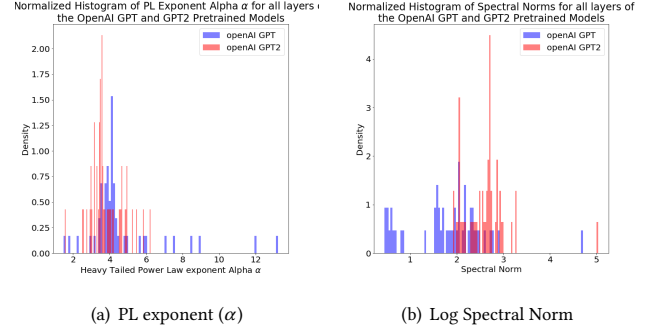 Normalized Histogram of PL Exponent Alpha α for all layers
the OpenAI GPT and GPT2 Pretrained Models
openAI GPT
openAI GPT2
Density
2.00
1.75
1.50
1.25
1.00
0.75
0.50
0.25
0.00
2 4 6 8 10 12
Heavy Tailed Power Law exponent Alpha α
(a) PL exponent (α)
Normalized Histogram of Spectral Norms for all layers of
the OpenAI GPT and GPT2 Pretrained Models
openAI GPT
openAI GPT2
Density
4
3
2
1
0
1 2 3 4 5
Spectral Norm
(b) Log Spectral Norm